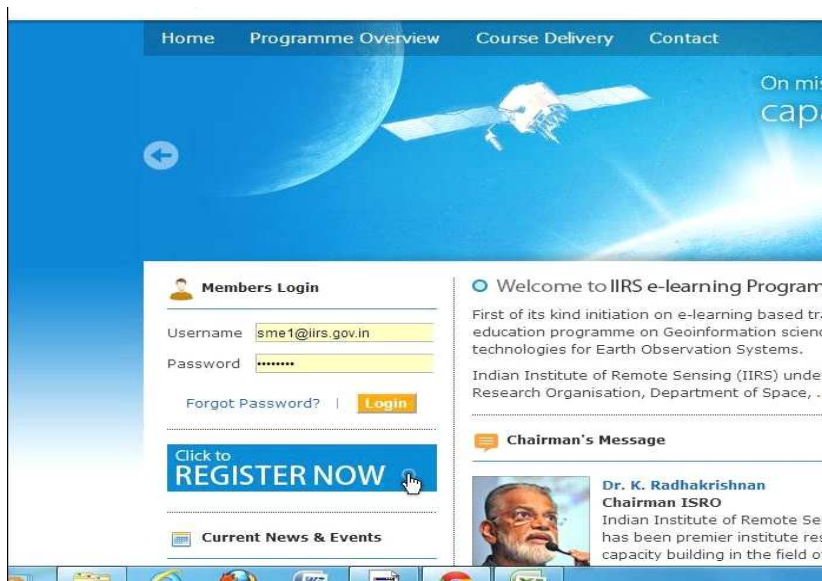 Home Programme Overview Course Delivery Contact
On mis
capa
Members Login
Username sme1@iirs.gov.in
Password ••••••••
Forgot Password? | Login
Click to
REGISTER NOW
Current News & Events
Welcome to IIRS e-learning Program
First of its kind initiation on e-learning based tra
education programme on Geoinformation scienc
technologies for Earth Observation Systems.
Indian Institute of Remote Sensing (IIRS) unde
Research Organisation, Department of Space, .
Chairman's Message
Dr. K. Radhakrishnan
Chairman ISRO
Indian Institute of Remote Se
has been premier institute res
capacity building in the field o